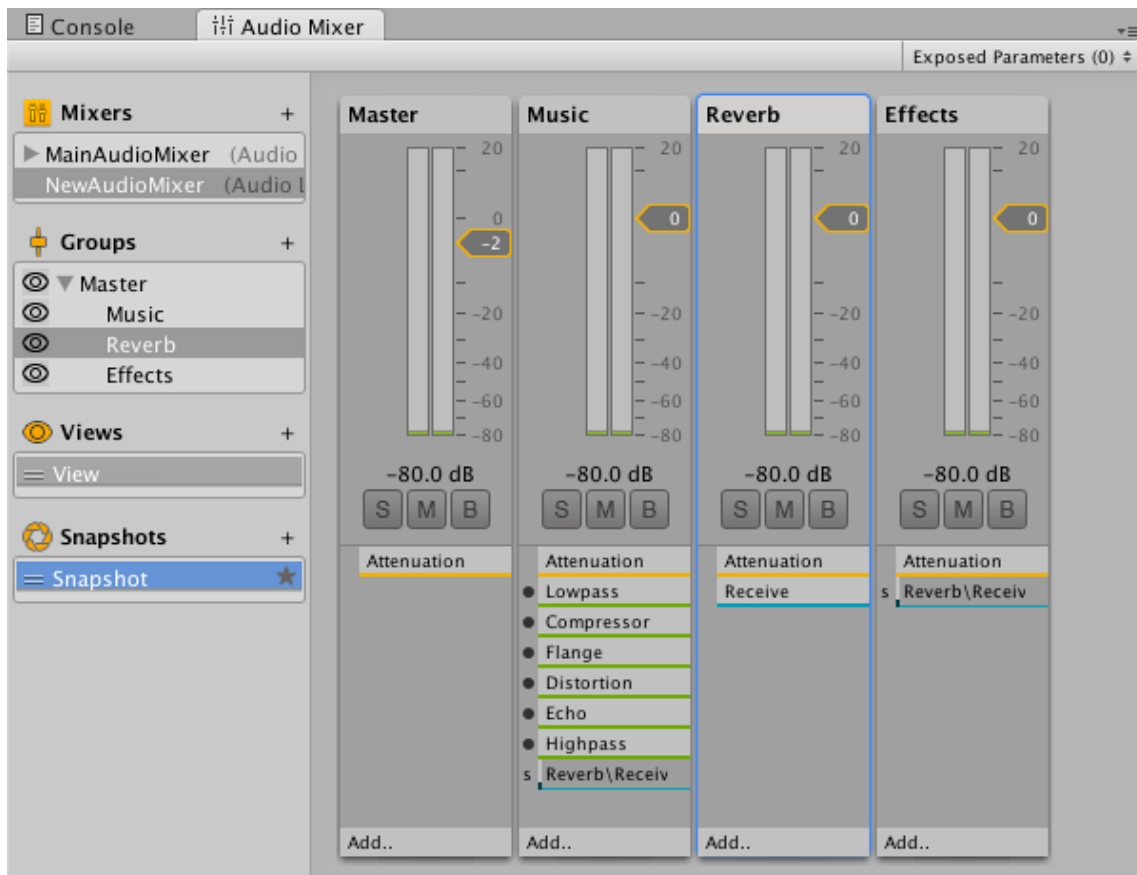 Console
Audio Mixer
Exposed Parameters (0)
Mixers +
MainAudioMixer (Audio
NewAudioMixer (Audio L
Groups +
Master
Music
Reverb
Effects
Views +
View
Snapshots +
Snapshot
Master
20
0
-2
-20
-40
-60
-80
-80.0 dB
S M B
Attenuation
Add..
Music
20
0
-20
-40
-60
-80
-80.0 dB
S M B
Attenuation
Lowpass
Compressor
Flange
Distortion
Echo
Highpass
s Reverb\Receiv
Add..
Reverb
20
0
-20
-40
-60
-80
-80.0 dB
S M B
Attenuation
Receive
Add..
Effects
20
0
-20
-40
-60
-80
-80.0 dB
S M B
Attenuation
s Reverb\Receiv
Add..